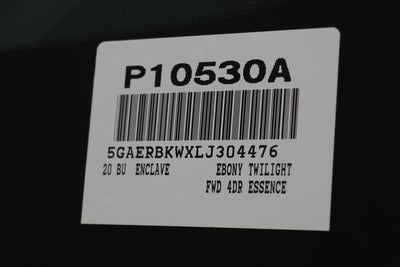 P10530A
5GAERBKWXLJ304476
20 BU ENCLAVE EBONY TWILIGHT
FWD 4DR ESSENCE